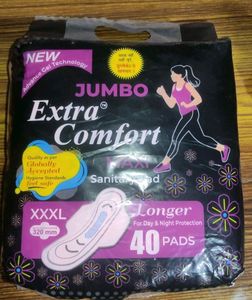 NEW
Advance Gel Technology
JUMBO
Extra
Comfort
MAXI
Sanitary Pad
Quality as per
Globally
Accepted
Hygiene Standards
Feel safe
XXXL
320 mm
Longer
For Day & Night Protection
40 PADS